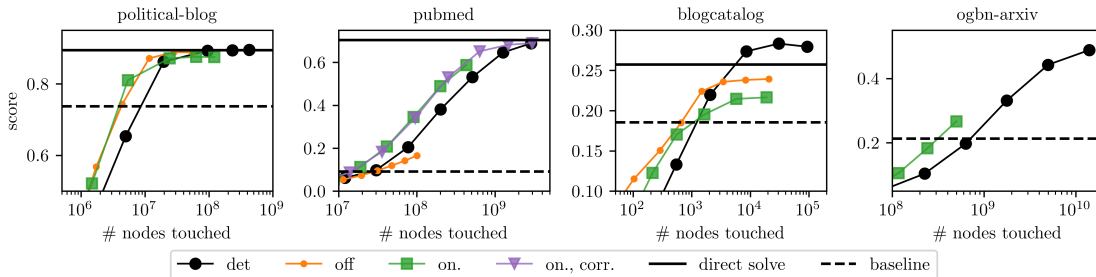 political-blog
pubmed
blogcatalog
ogbn-arxiv
score
0.8
0.6
10^6 10^7 10^8 10^9
# nodes touched
0.6
0.4
0.2
0.0
10^7 10^8 10^9
# nodes touched
0.30
0.25
0.20
0.15
0.10
10^2 10^3 10^4 10^5
# nodes touched
0.4
0.2
10^8 10^9 10^10
# nodes touched
det off on. on., corr. direct solve baseline